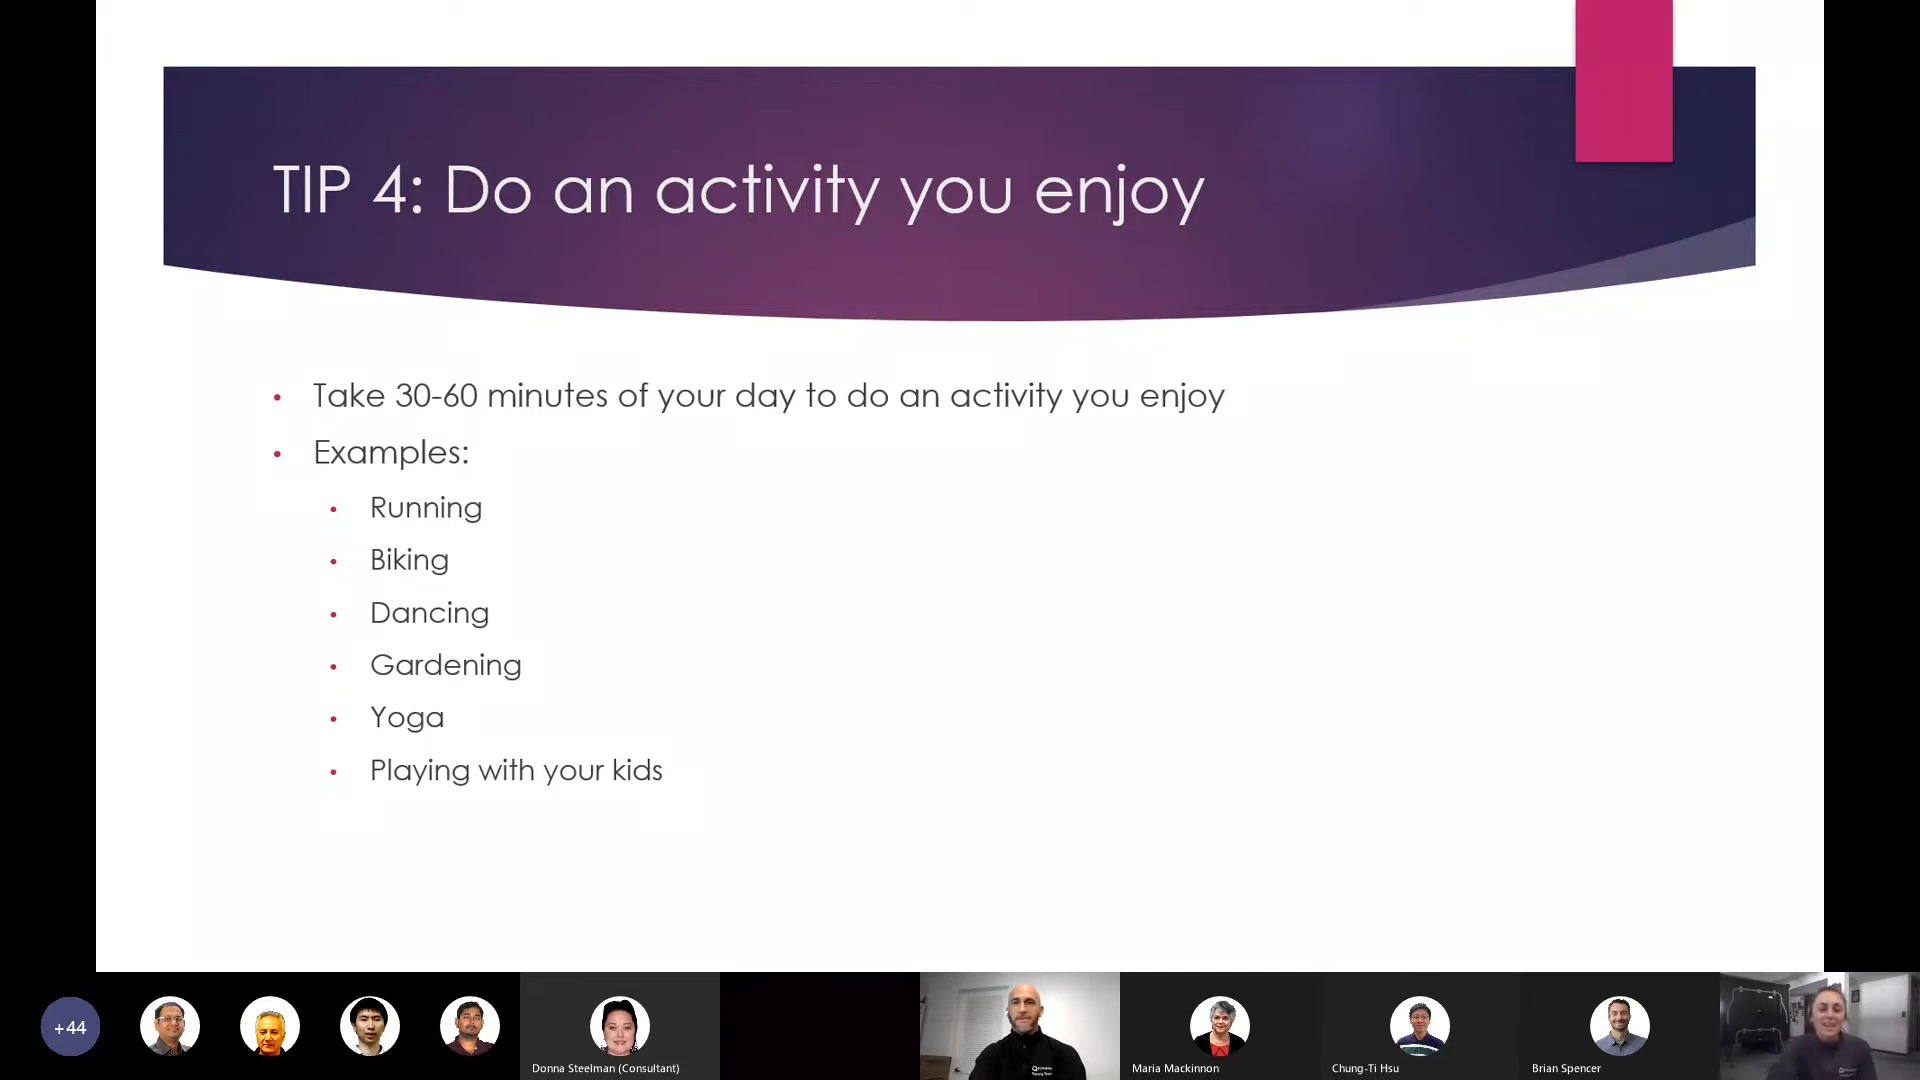 TIP 4: Do an activity you enjoy
• Take 30-60 minutes of your day to do an activity you enjoy
• Examples:
• Running
• Biking
• Dancing
• Gardening
• Yoga
• Playing with your kids
+44
Donna Steelman (Consultant)
Maria Mackinnon
Chung-Ti Hsu
Brian Spencer